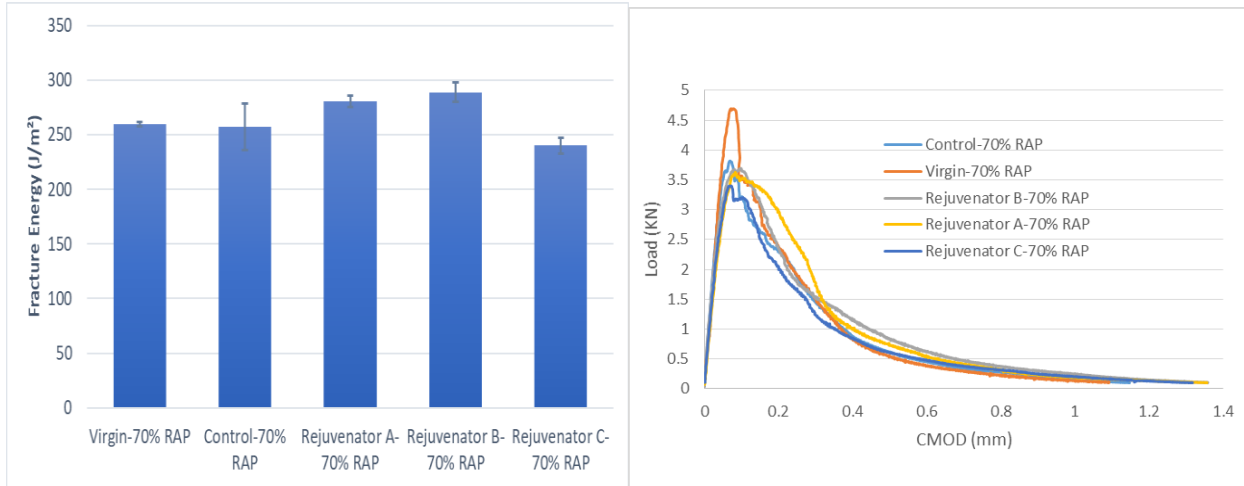 350
300
250
200
150
100
50
0
Fracture Energy (J/m²)
Virgin-70% RAP
Control-70%
RAP
Rejuvenator A-
70% RAP
Rejuvenator B-
70% RAP
Rejuvenator C-
70% RAP
5
4.5
4
3.5
3
2.5
2
1.5
1
0.5
0
Load (KN)
Control-70% RAP
Virgin-70% RAP
Rejuvenator B-70% RAP
Rejuvenator A-70% RAP
Rejuvenator C-70% RAP
0 0.2 0.4 0.6 0.8 1 1.2 1.4
CMOD (mm)